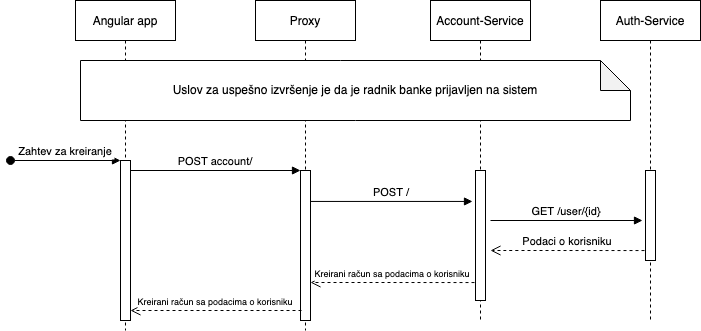 Angular app
Proxy
Account-Service
Auth-Service
Uslov za uspešno izvršenje je da je radnik banke prijavljen na sistem
Zahtev za kreiranje
POST account/
POST /
GET /user/{id}
Podaci o korisniku
Kreirani račun sa podacima o korisniku
Kreirani račun sa podacima o korisniku